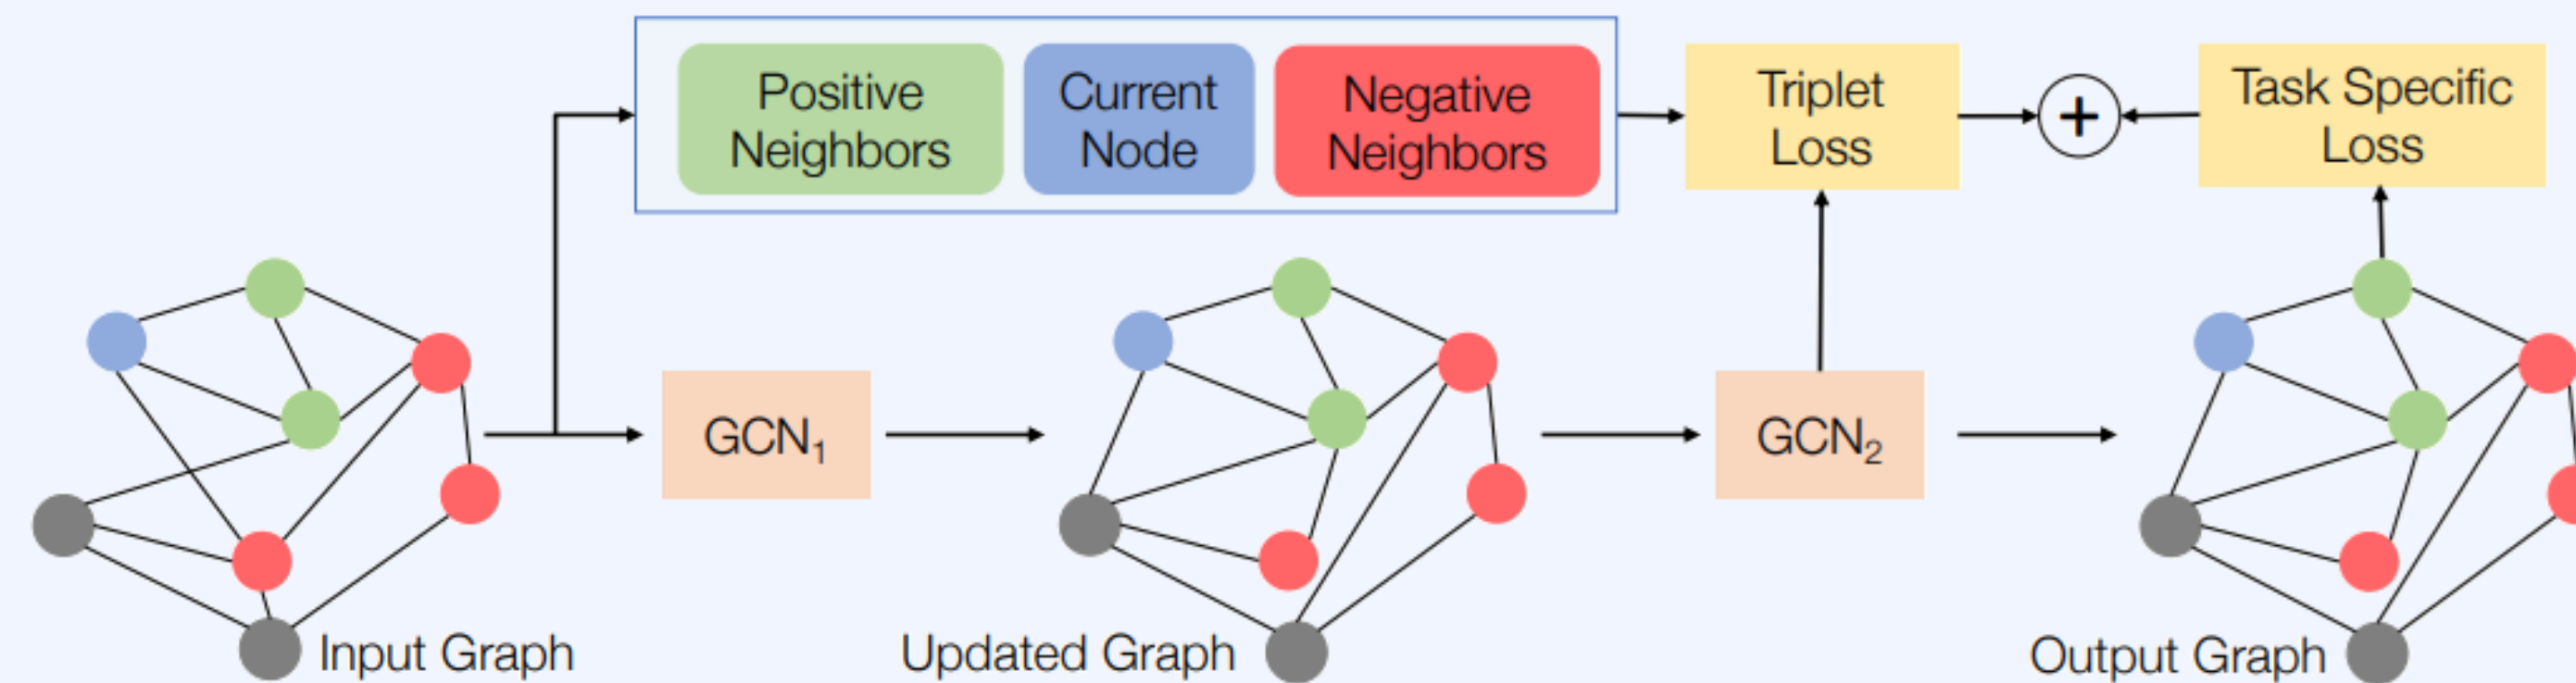 Positive
Neighbors
Current
Node
Negative
Neighbors
Triplet
Loss
+
Task Specific
Loss
GCN₁
GCN₂
Input Graph
Updated Graph
Output Graph